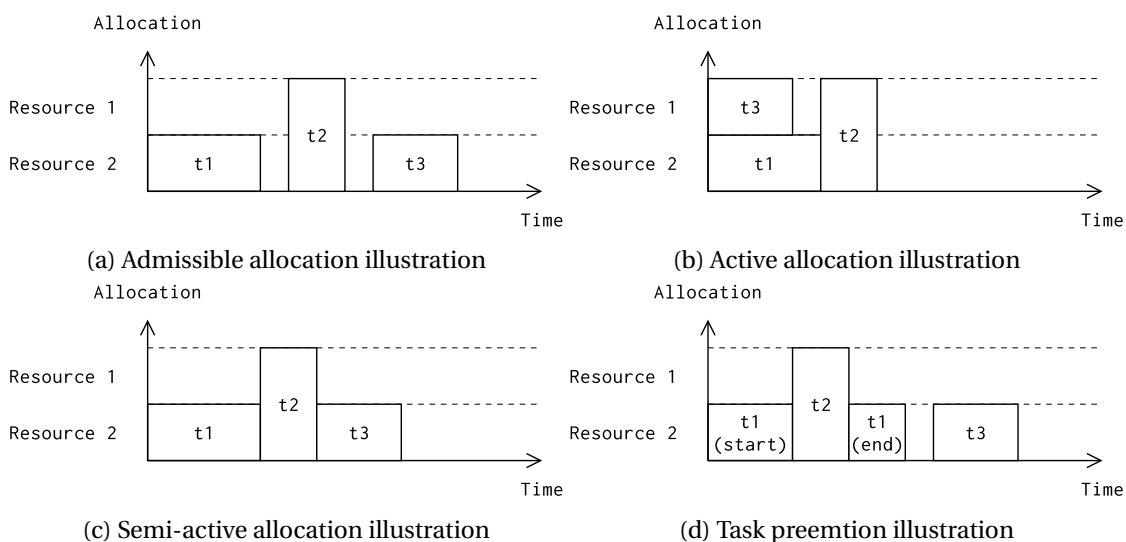 Allocation
Resource 1
Resource 2
t1
t2
t3
Time
(a) Admissible allocation illustration
Allocation
Resource 1
Resource 2
t3
t1
t2
Time
(b) Active allocation illustration
Allocation
Resource 1
Resource 2
t1
t2
t3
Time
(c) Semi-active allocation illustration
Allocation
Resource 1
Resource 2
t1
(start)
t2
t1
(end)
t3
Time
(d) Task preemtion illustration